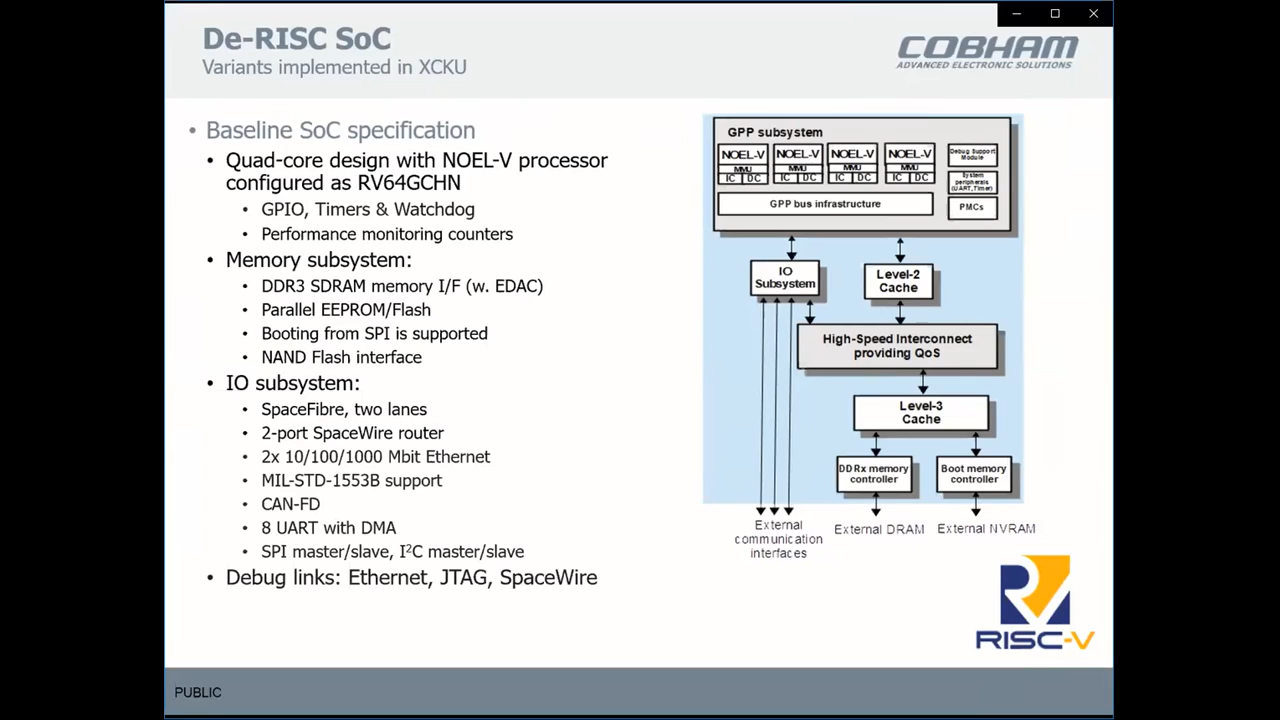 De-RISC SoC
Variants implemented in XCKU
COBHAM
ADVANCED ELECTRONIC SOLUTIONS
• Baseline SoC specification
• Quad-core design with NOEL-V processor
configured as RV64GCHN
• GPIO, Timers & Watchdog
• Performance monitoring counters
• Memory subsystem:
• DDR3 SDRAM memory I/F (w. EDAC)
• Parallel EEPROM/Flash
• Booting from SPI is supported
• NAND Flash interface
• IO subsystem:
• SpaceFibre, two lanes
• 2-port SpaceWire router
• 2x 10/100/1000 Mbit Ethernet
• MIL-STD-1553B support
• CAN-FD
• 8 UART with DMA
• SPI master/slave, I²C master/slave
• Debug links: Ethernet, JTAG, SpaceWire
GPP subsystem
NOEL-V NOEL-V NOEL-V NOEL-V
MMU MMU MMU MMU
IC DC IC DC IC DC IC DC
Debug Support
Module
System
peripherals
(UART,Timer)
PMCs
GPP bus infrastructure
IO
Subsystem
Level-2
Cache
High-Speed Interconnect
providing QoS
Level-3
Cache
DDRx memory
controller
Boot memory
controller
External
communication
interfaces
External DRAM
External NVRAM
RISC-V
PUBLIC